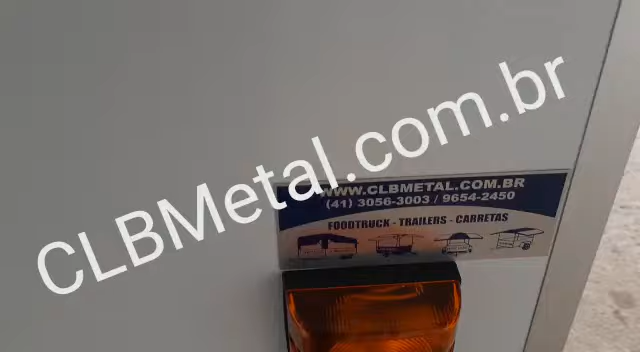 CLBMetal.com.br
WWW.CLBMETAL.COM.BR
(41) 3056-3003 / 9654-2450
FOODTRUCK - TRAILERS - CARRETAS